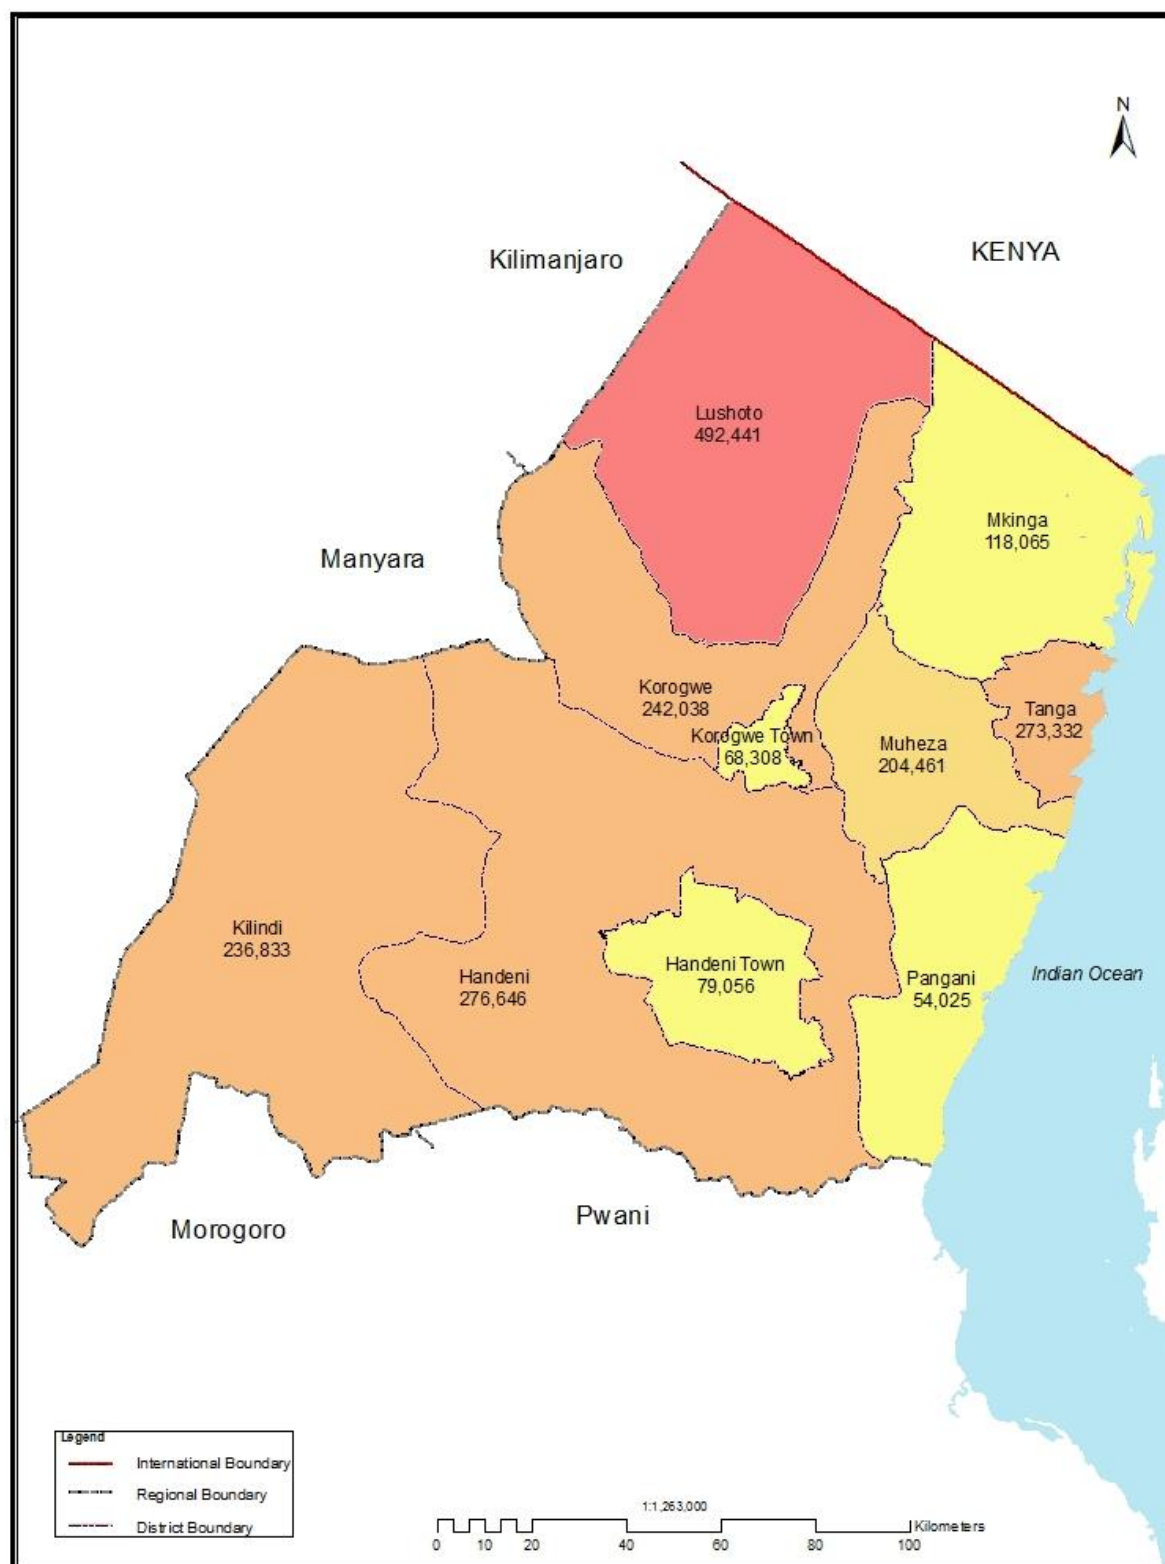 N
Kilimanjaro
KENYA
Lushoto
492,441
Mkinga
118,065
Manyara
Korogwe
242,038
Tanga
273,332
Korogwe Town
68,308
Muheza
204,461
Kilindi
236,833
Handeni
276,646
Handeni Town
79,056
Pangani
54,025
Indian Ocean
Morogoro
Pwani
Legend
International Boundary
Regional Boundary
District Boundary
1:1,263,000
Kilometers
0 10 20 40 60 80 100